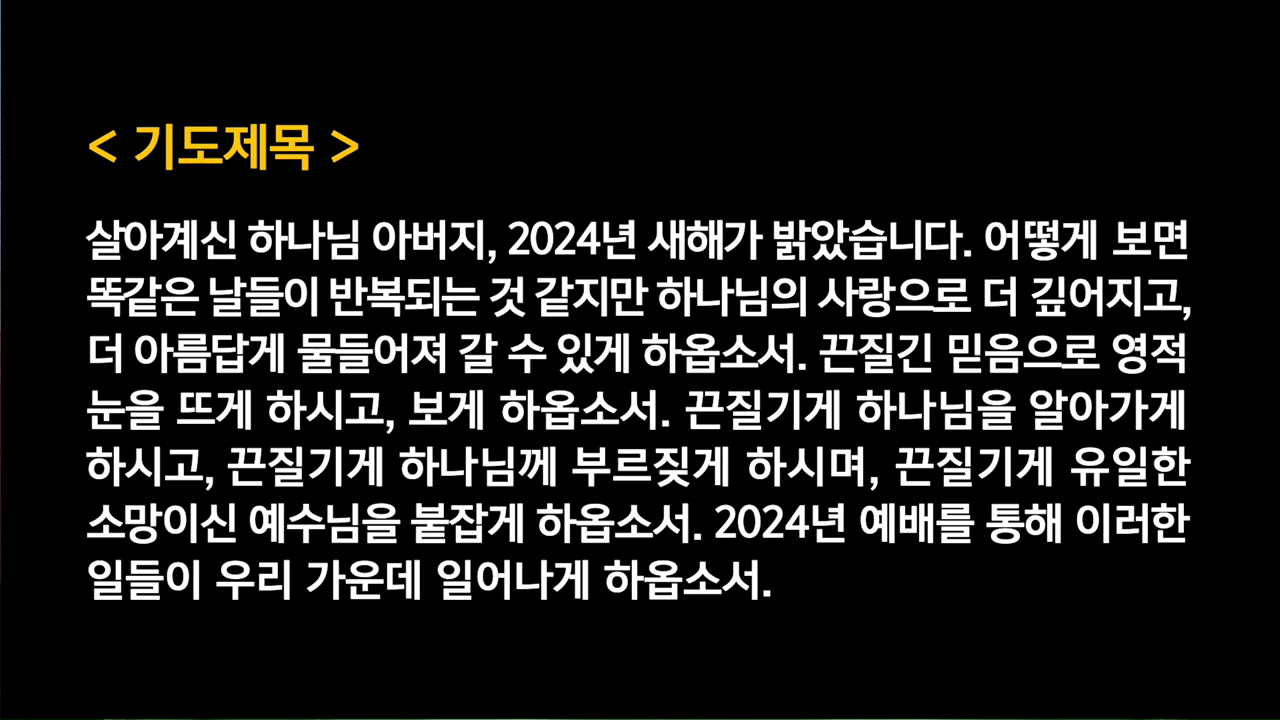 < 기도제목 >
살아계신 하나님 아버지, 2024년 새해가 밝았습니다. 어떻게 보면
똑같은 날들이 반복되는 것 같지만 하나님의 사랑으로 더 깊어지고,
더 아름답게 물들어져 갈 수 있게 하옵소서. 끈질긴 믿음으로 영적
눈을 뜨게 하시고, 보게 하옵소서. 끈질기게 하나님을 알아가게
하시고, 끈질기게 하나님께 부르짖게 하시며, 끈질기게 유일한
소망이신 예수님을 붙잡게 하옵소서. 2024년 예배를 통해 이러한
일들이 우리 가운데 일어나게 하옵소서.